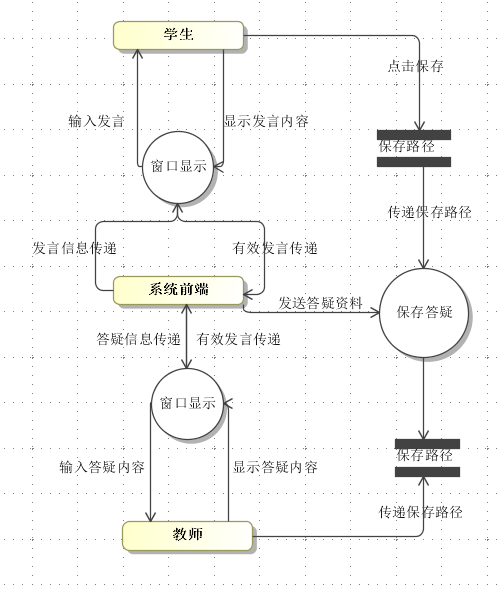 学生
点击保存
输入发言
显示发言内容
保存路径
窗口显示
传递保存路径
发言信息传递
有效发言传递
系统前端
发送答疑资料
保存答疑
答疑信息传递
有效发言传递
窗口显示
保存路径
输入答疑内容
显示答疑内容
传递保存路径
教师